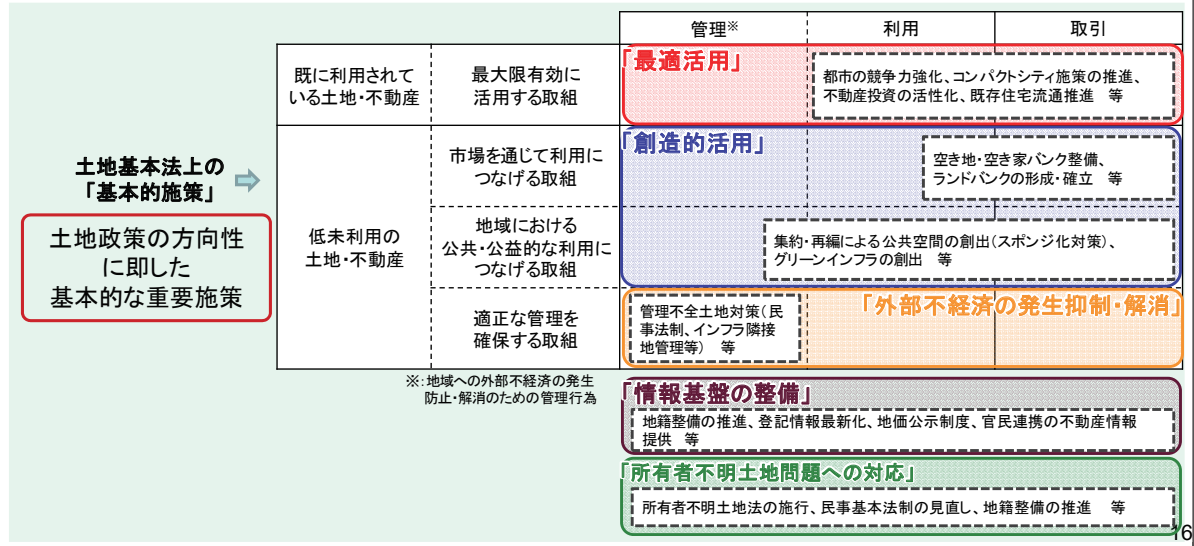 管理※ 利用 取引
既に利用されて
いる土地・不動産
最大限有効に
活用する取組
「最適活用」
都市の競争力強化、コンパクトシティ施策の推進、
不動産投資の活性化、既存住宅流通推進 等
土地基本法上の
「基本的施策」
土地政策の方向性
に即した
基本的な重要施策
低未利用の
土地・不動産
市場を通じて利用に
つなげる取組
「創造的活用」
空き地・空き家バンク整備、
ランドバンクの形成・確立 等
地域における
公共・公益的な利用に
つなげる取組
集約・再編による公共空間の創出(スポンジ化対策)、
グリーンインフラの創出 等
適正な管理を
確保する取組
管理不全土地対策(民
事法制、インフラ隣接
地管理等) 等
「外部不経済の発生抑制・解消」
※:地域への外部不経済の発生
防止・解消のための管理行為
「情報基盤の整備」
地籍整備の推進、登記情報最新化、地価公示制度、官民連携の不動産情報
提供 等
「所有者不明土地問題への対応」
所有者不明土地法の施行、民事基本法制の見直し、地籍整備の推進 等
16